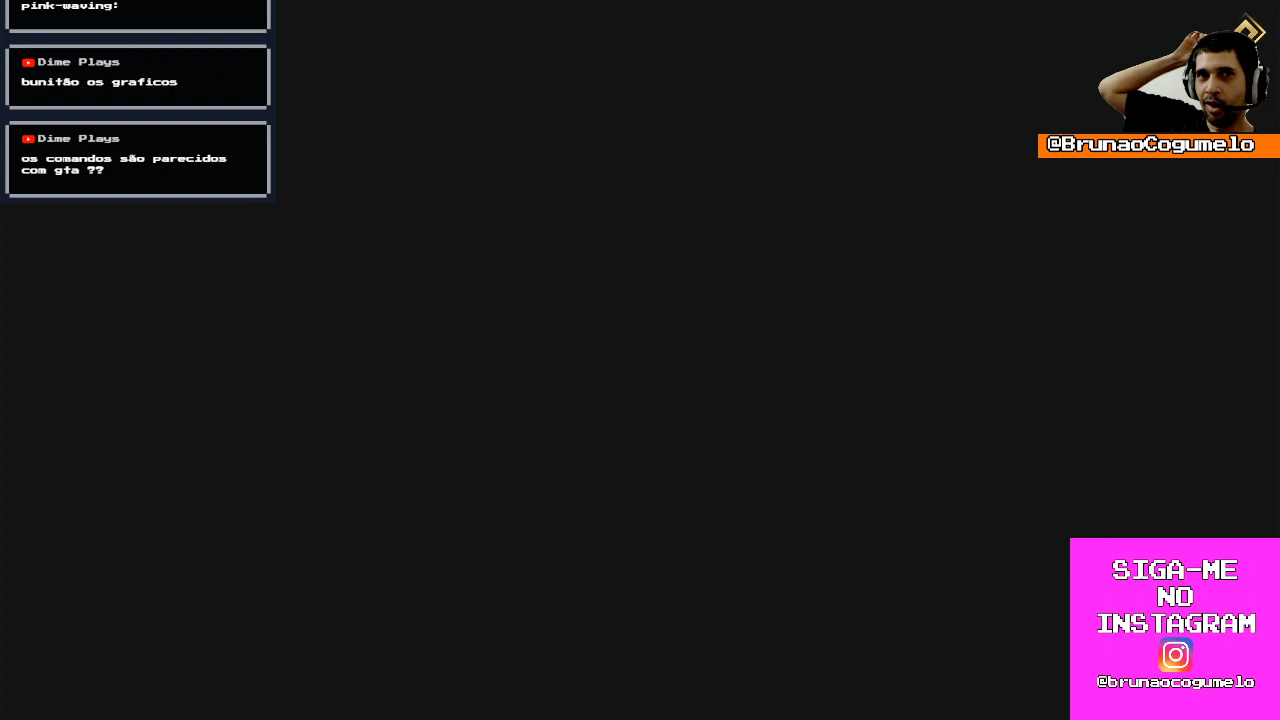 pink-waving:
Dime Plays
bunitão os graficos
Dime Plays
os comandos são parecidos
com gta ??
@BrunaoCogumelo
SIGA-ME
NO
INSTAGRAM
@brunaocogumelo